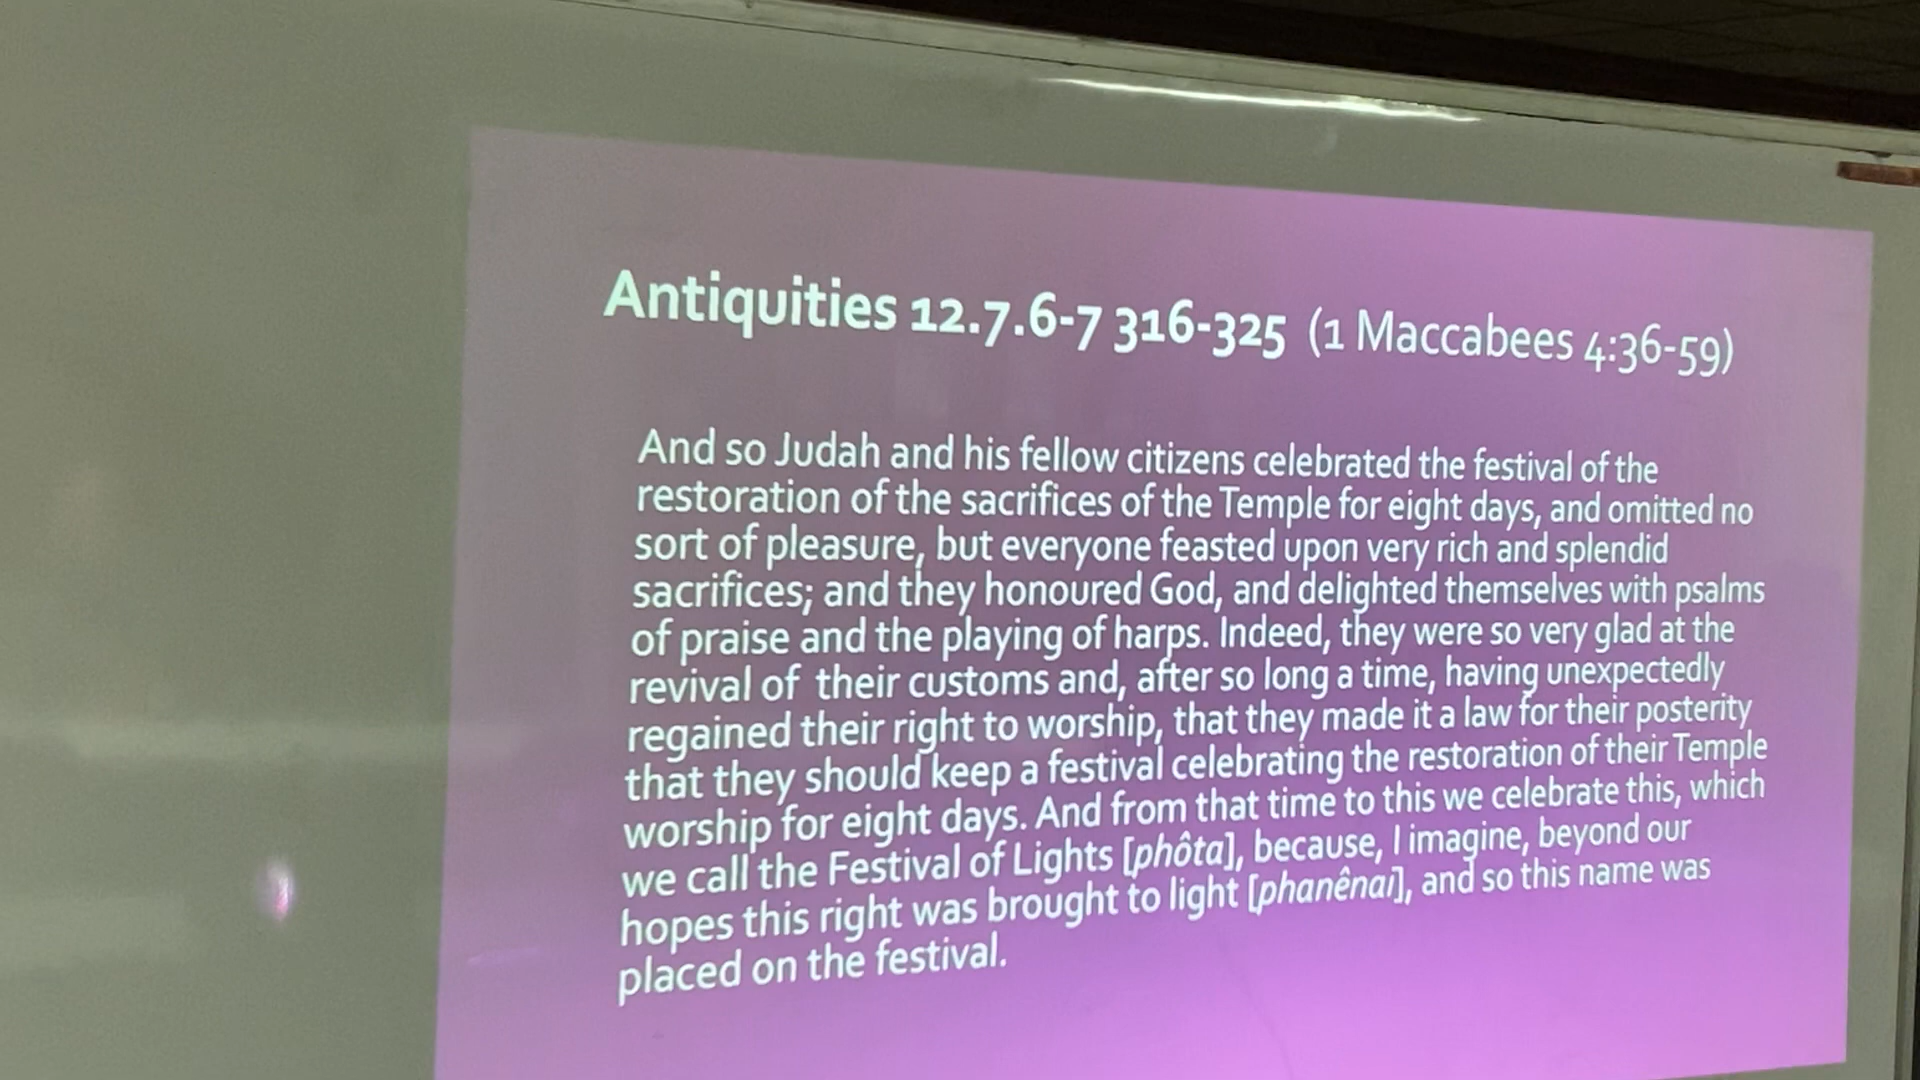 Antiquities 12.7.6-7 316-325 (1 Maccabees 4:36-59)
And so Judah and his fellow citizens celebrated the festival of the
restoration of the sacrifices of the Temple for eight days, and omitted no
sort of pleasure, but everyone feasted upon very rich and splendid
sacrifices; and they honoured God, and delighted themselves with psalms
of praise and the playing of harps. Indeed, they were so very glad at the
revival of their customs and, after so long a time, having unexpectedly
regained their right to worship, that they made it a law for their posterity
that they should keep a festival celebrating the restoration of their Temple
worship for eight days. And from that time to this we celebrate this, which
we call the Festival of Lights [phôta], because, I imagine, beyond our
hopes this right was brought to light [phanênai], and so this name was
placed on the festival.